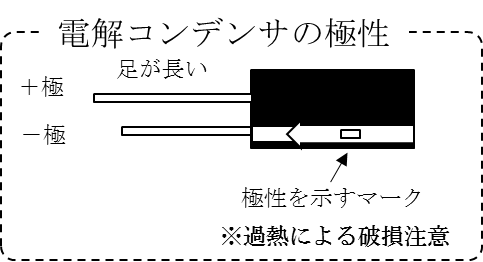 電解コンデンサの極性
足が長い
＋極
－極
極性を示すマーク
※過熱による破損注意